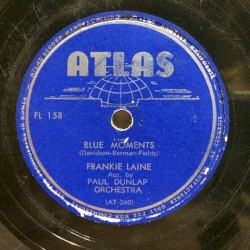 ATLAS
FL 158
BLUE MOMENTS
(Davidson-Berman-Fields)
FRANKIE LAINE
Acc. by
PAUL DUNLAP
ORCHESTRA
(AT-260)